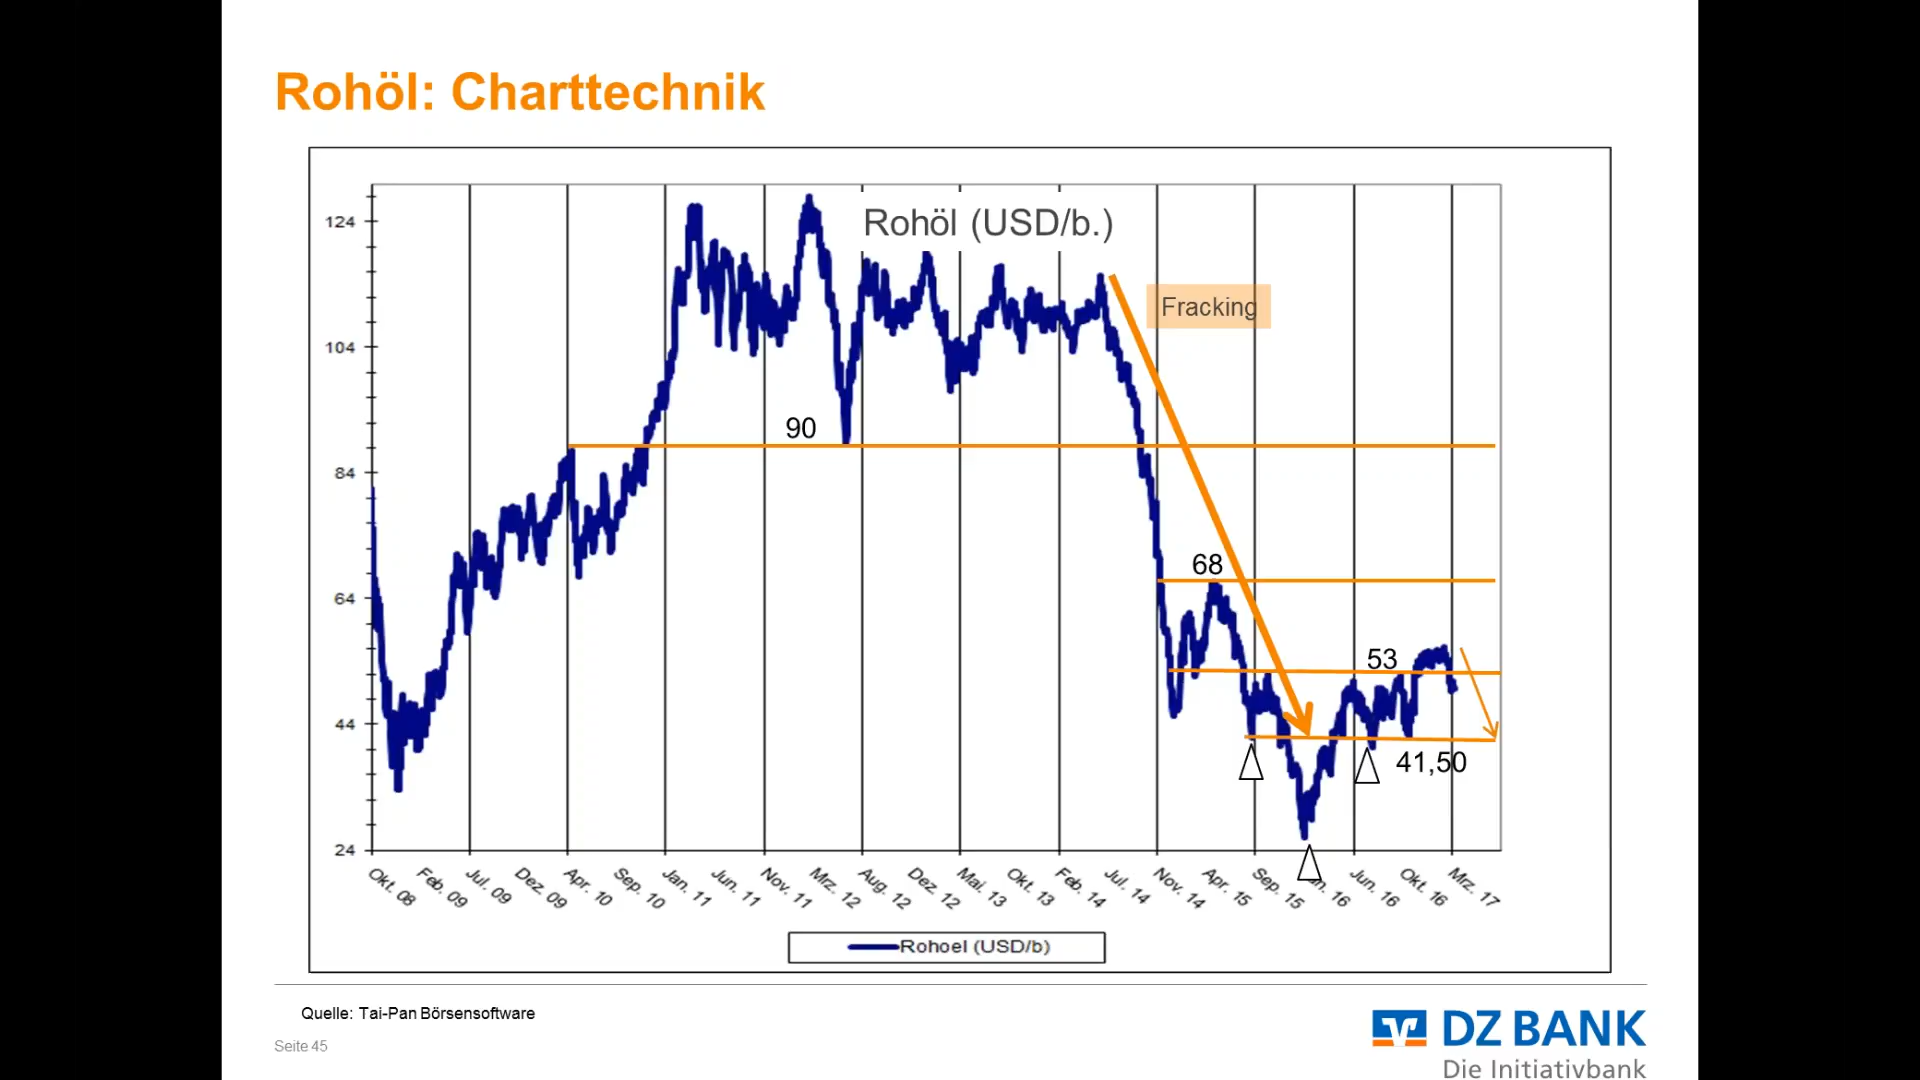 Rohöl: Charttechnik
Rohöl (USD/b.)
Fracking
124
104
84
64
44
24
90
68
53
41,50
Okt. 08
Feb. 09
Jul. 09
Dez. 09
Apr. 10
Sep. 10
Jan. 11
Jun. 11
Nov. 11
Mrz. 12
Aug. 12
Dez. 12
Mai. 13
Okt. 13
Feb. 14
Jul. 14
Nov. 14
Apr. 15
Sep. 15
16
Jun. 16
Okt. 16
Mrz. 17
Rohoel (USD/b)
Quelle: Tai-Pan Börsensoftware
Seite 45
DZ BANK
Die Initiativbank